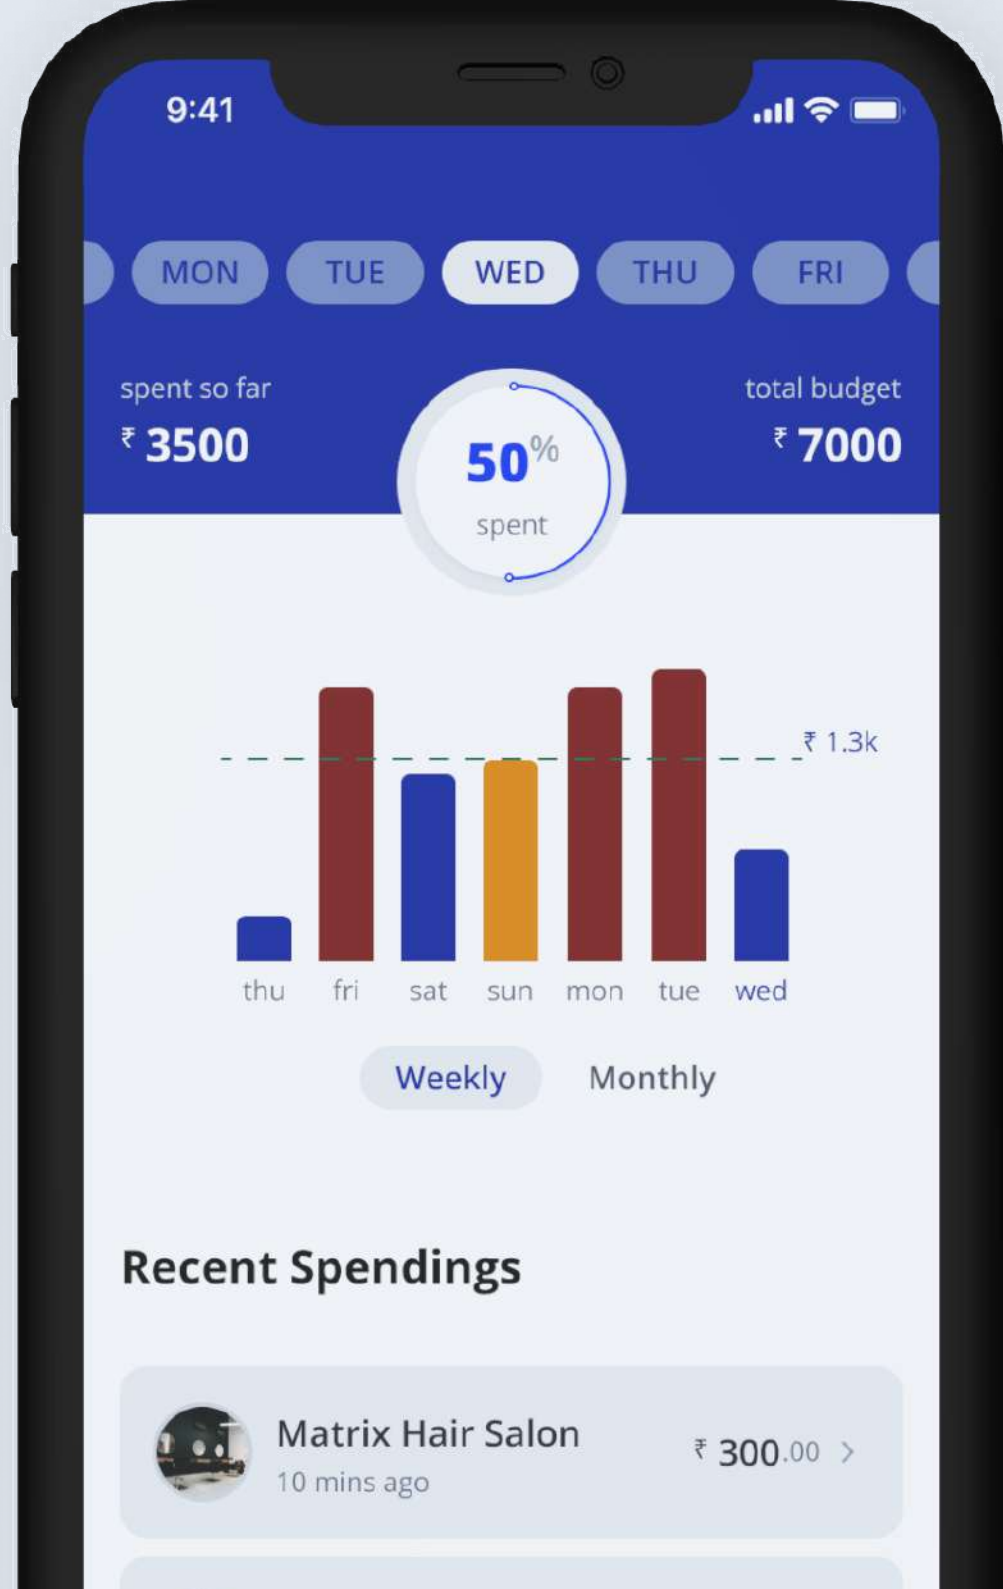 9:41
MON TUE WED THU FRI
spent so far
₹ 3500
50%
spent
total budget
₹ 7000
₹ 1.3k
thu fri sat sun mon tue wed
Weekly Monthly
Recent Spendings
Matrix Hair Salon
10 mins ago
₹ 300.00 >